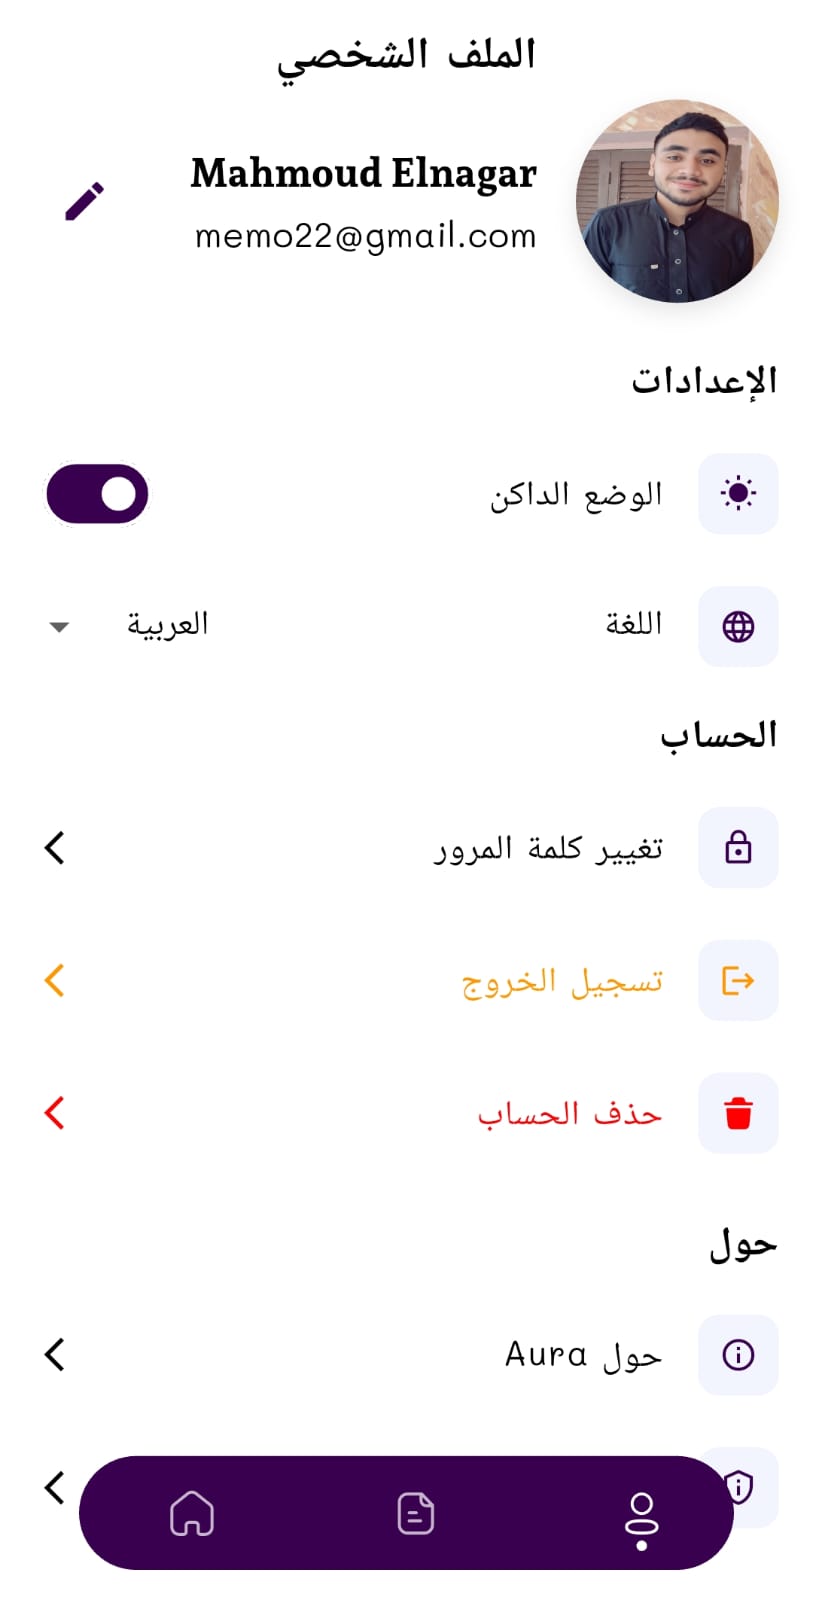 الملف الشخصي
Mahmoud Elnagar
memo22@gmail.com
الإعدادات
الوضع الداكن
اللغة
العربية
الحساب
تغيير كلمة المرور
تسجيل الخروج
حذف الحساب
حول
حول Aura